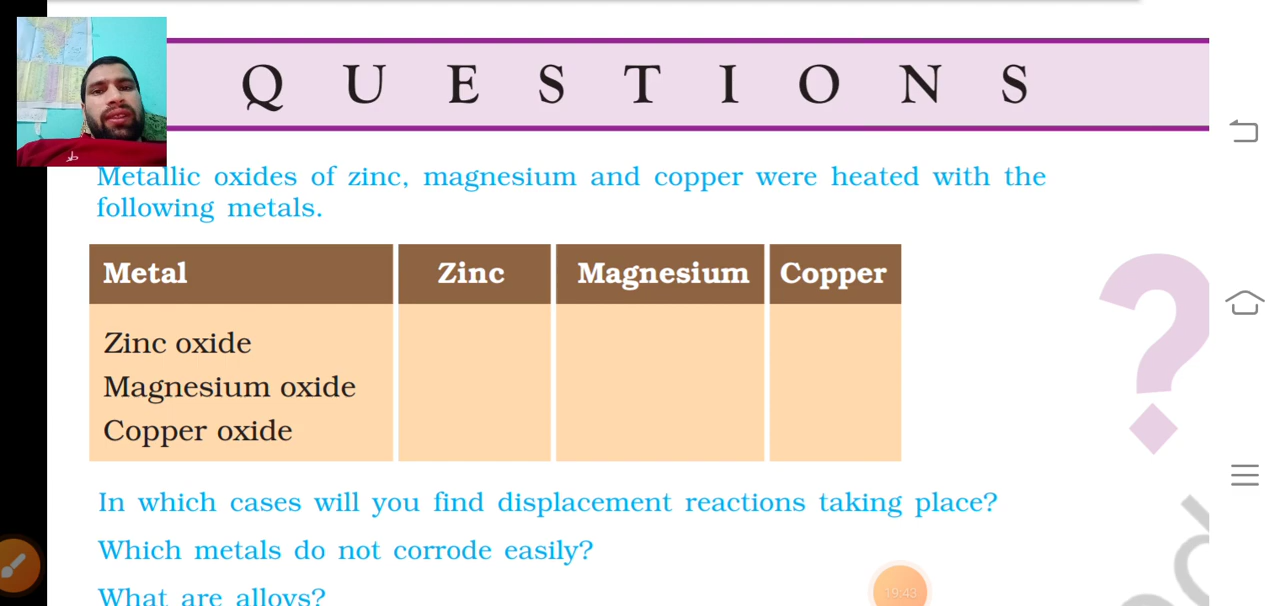 Q U E S T I O N S
Metallic oxides of zinc, magnesium and copper were heated with the
following metals.
Metal Zinc Magnesium Copper
Zinc oxide
Magnesium oxide
Copper oxide
?
In which cases will you find displacement reactions taking place?
Which metals do not corrode easily?
What are alloys?
19:43